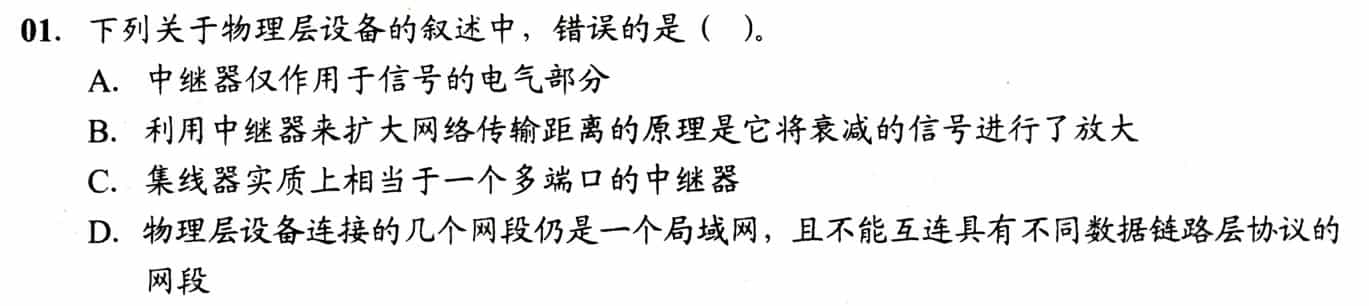 01. 下列关于物理层设备的叙述中，错误的是（ ）。
A. 中继器仅作用于信号的电气部分
B. 利用中继器来扩大网络传输距离的原理是它将衰减的信号进行了放大
C. 集线器实质上相当于一个多端口的中继器
D. 物理层设备连接的几个网段仍是一个局域网，且不能互连具有不同数据链路层协议的
网段